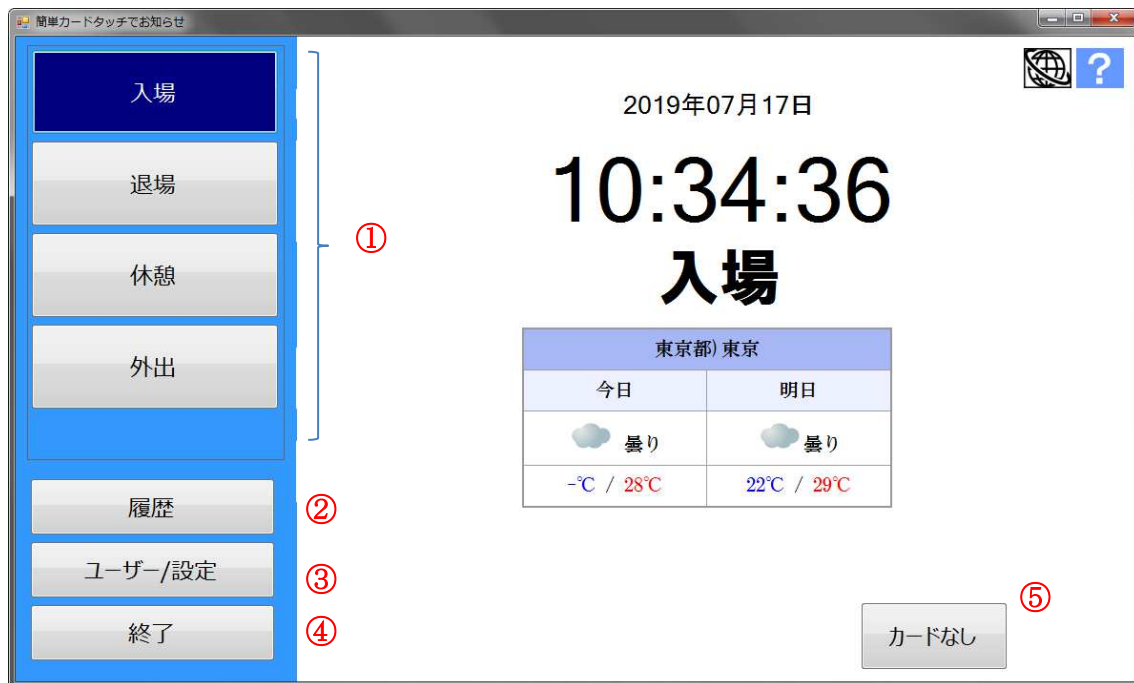 簡単カードタッチでお知らせ
入場
退場
休憩
外出
①
履歴
②
ユーザー/設定
③
終了
④
?
2019年07月17日
10:34:36
入場
東京都) 東京
今日 明日
曇り 曇り
-℃ / 28℃ 22℃ / 29℃
⑤
カードなし